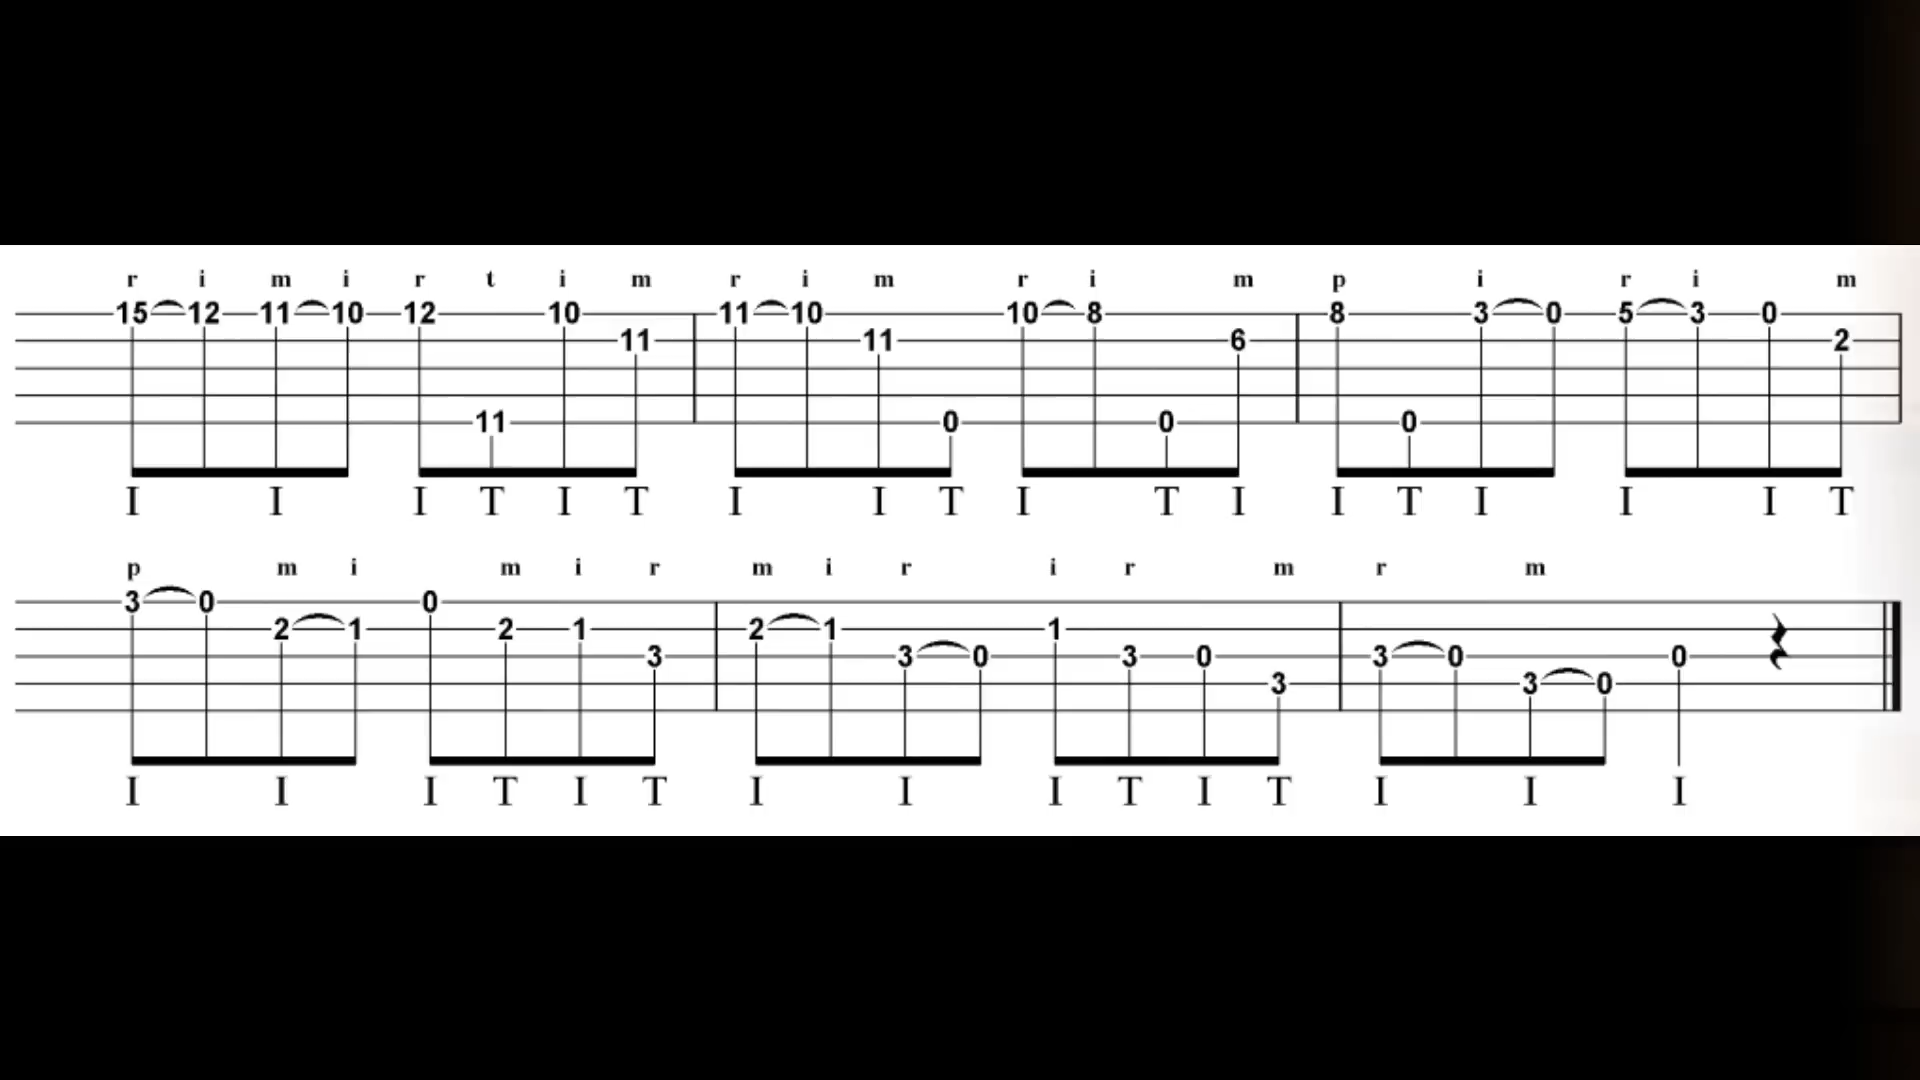 r i m i r t i m r i m r i m p i r i m
15 12 11 10 12 10 11 10 10 8 8 3 0 5 3 0
11 11 6 2
11 0 0 0
I I I T I T I I T I T I I T I I I T
p m i m i r m i r i r m r m
3 0 0
2 1 2 1 2 1 1
3 3 0 3 0 3 0 0
3 3 0
I I I T I T I I I T I T I I I